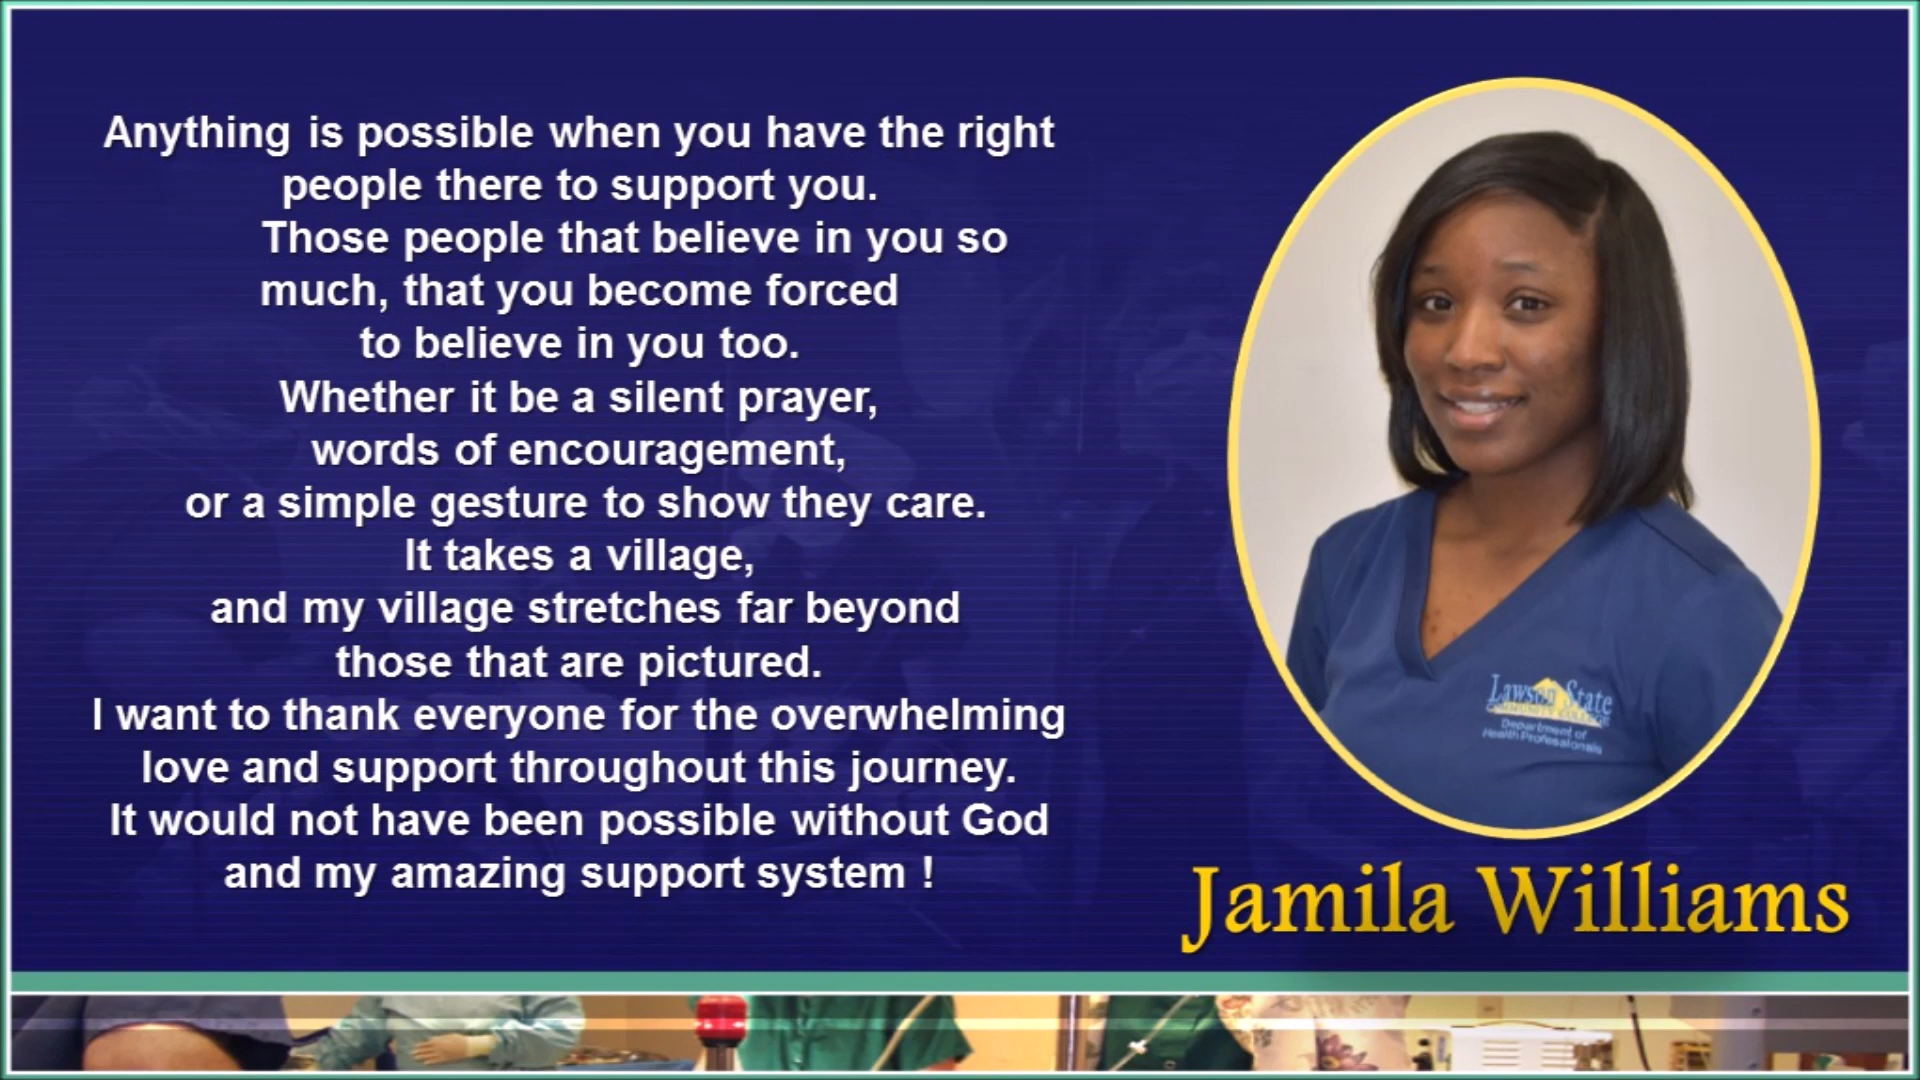 Anything is possible when you have the right
people there to support you.
Those people that believe in you so
much, that you become forced
to believe in you too.
Whether it be a silent prayer,
words of encouragement,
or a simple gesture to show they care.
It takes a village,
and my village stretches far beyond
those that are pictured.
I want to thank everyone for the overwhelming
love and support throughout this journey.
It would not have been possible without God
and my amazing support system !
Lawson State
COMMUNITY COLLEGE
Department of
Health Professionals
Jamila Williams